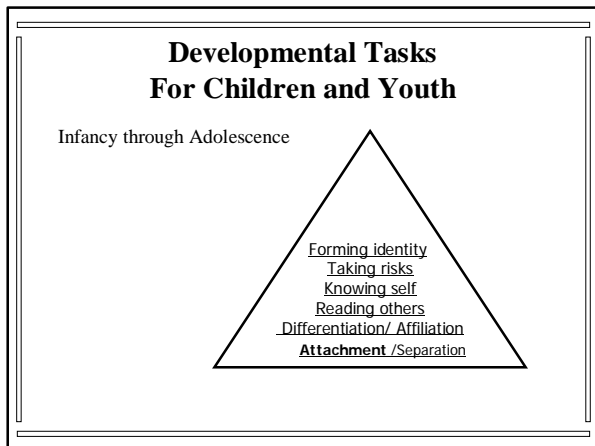 Developmental Tasks
For Children and Youth
Infancy through Adolescence
Forming identity
Taking risks
Knowing self
Reading others
Differentiation/ Affiliation
Attachment /Separation